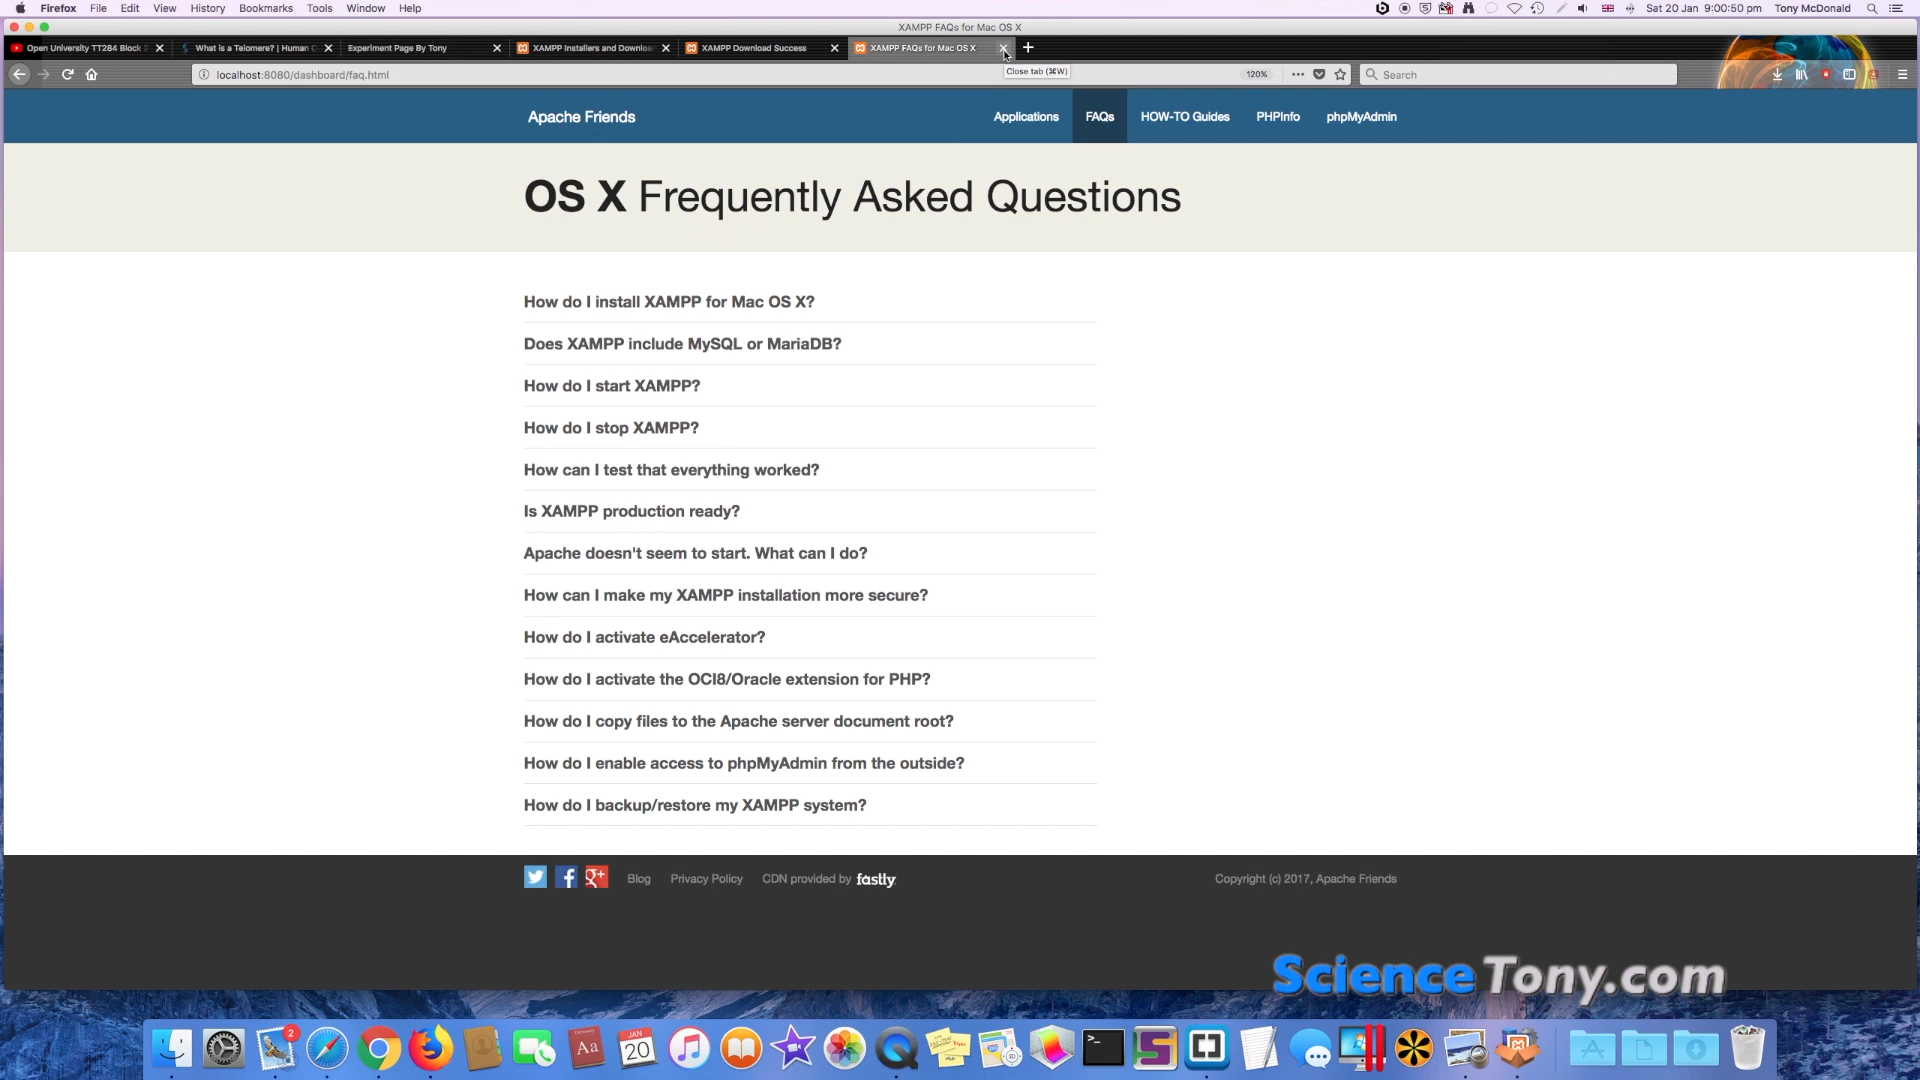 Firefox File Edit View History Bookmarks Tools Window Help Sat 20 Jan 9:00:50 pm Tony McDonald
XAMPP FAQs for Mac OS X
Open University TT284 Block 2 What is a Telomere? | Human C Experiment Page By Tony XAMPP Installers and Downloa XAMPP Download Success XAMPP FAQs for Mac OS X
Close tab (⌘W)
localhost:8080/dashboard/faq.html 120% Search
Apache Friends Applications FAQs HOW-TO Guides PHPInfo phpMyAdmin
OS X Frequently Asked Questions
How do I install XAMPP for Mac OS X?
Does XAMPP include MySQL or MariaDB?
How do I start XAMPP?
How do I stop XAMPP?
How can I test that everything worked?
Is XAMPP production ready?
Apache doesn't seem to start. What can I do?
How can I make my XAMPP installation more secure?
How do I activate eAccelerator?
How do I activate the OCI8/Oracle extension for PHP?
How do I copy files to the Apache server document root?
How do I enable access to phpMyAdmin from the outside?
How do I backup/restore my XAMPP system?
Blog Privacy Policy CDN provided by fastly Copyright (c) 2017, Apache Friends
ScienceTony.com
2
Aa
JAN
20